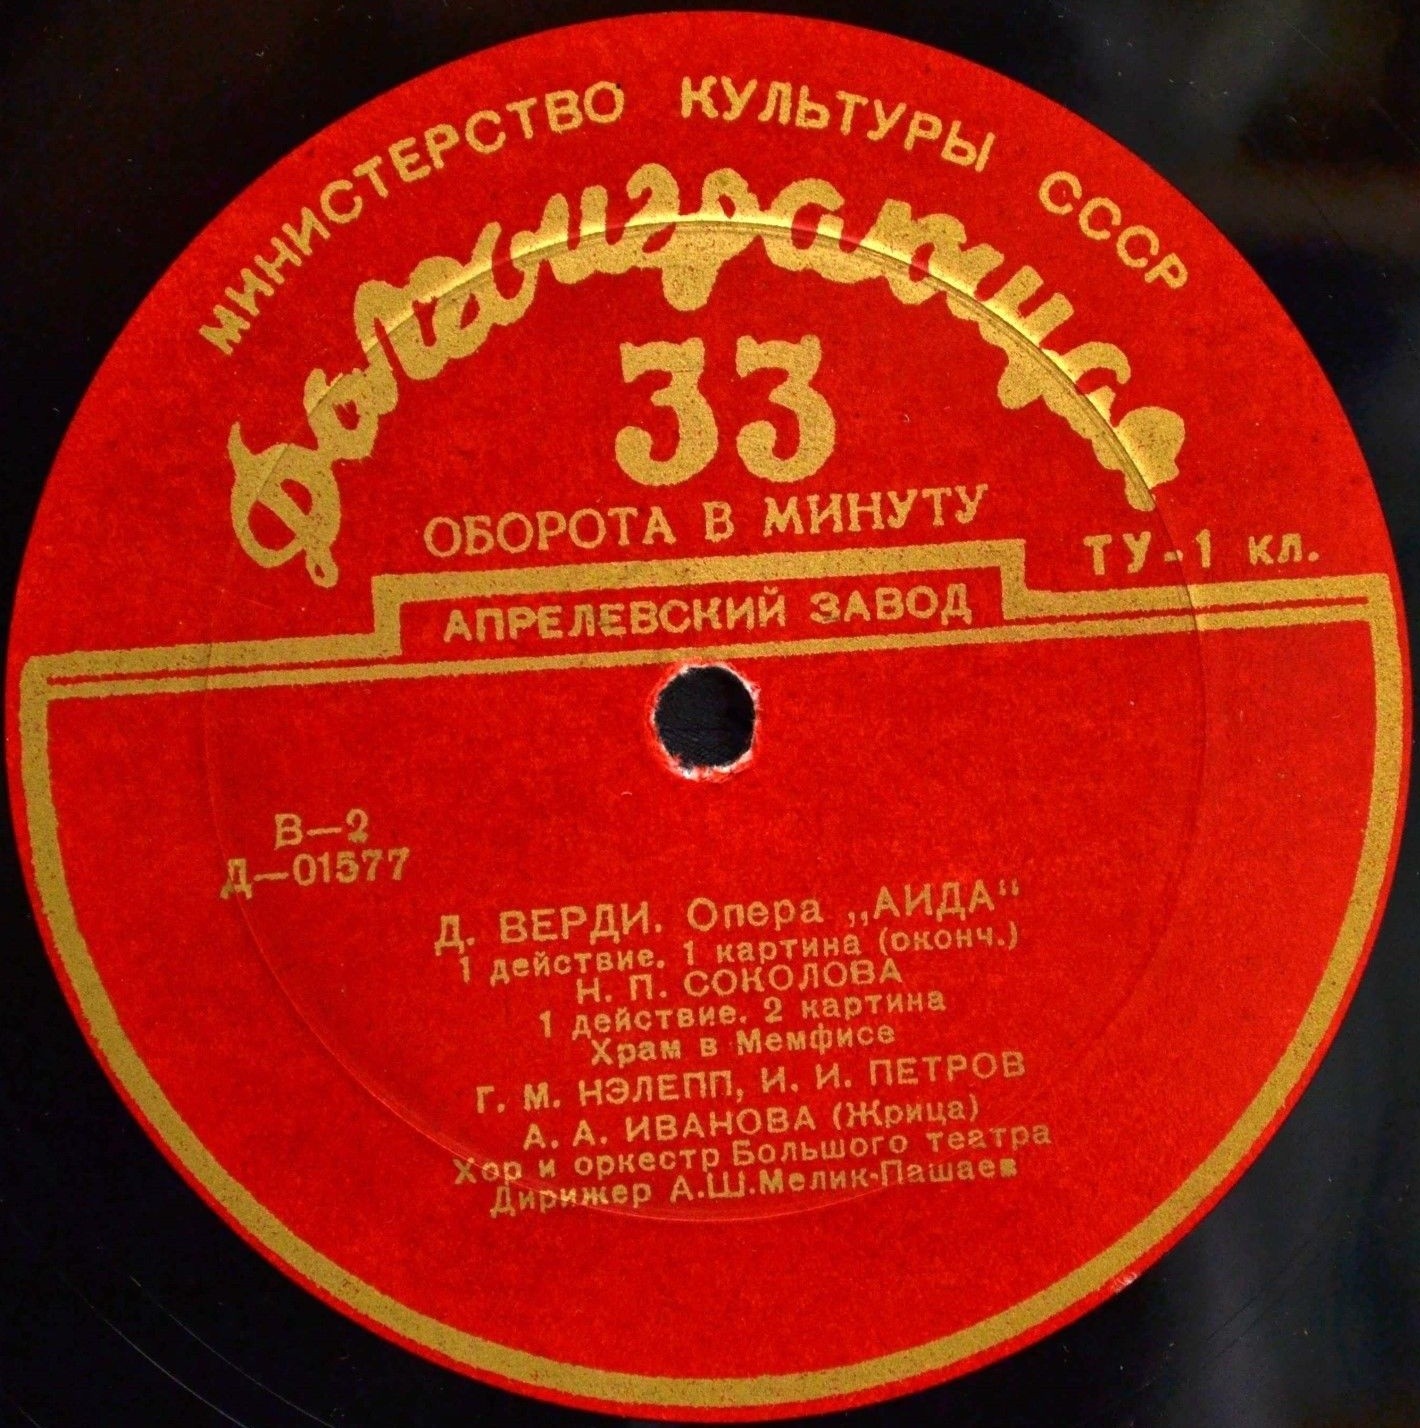 МИНИСТЕРСТВО КУЛЬТУРЫ СССР
Долгоиграющая
33
ОБОРОТА В МИНУТУ
ТУ-1 кл.
АПРЕЛЕВСКИЙ ЗАВОД
В—2
Д—01577
Д. ВЕРДИ. Опера „АИДА“
1 действие. 1 картина (оконч.)
Н. П. СОКОЛОВА
1 действие. 2 картина
Храм в Мемфисе
Г. М. НЭЛЕПП, И. И. ПЕТРОВ
А. А. ИВАНОВА (Жрица)
Хор и оркестр Большого театра
Дирижер А.Ш.Мелик-Пашаев